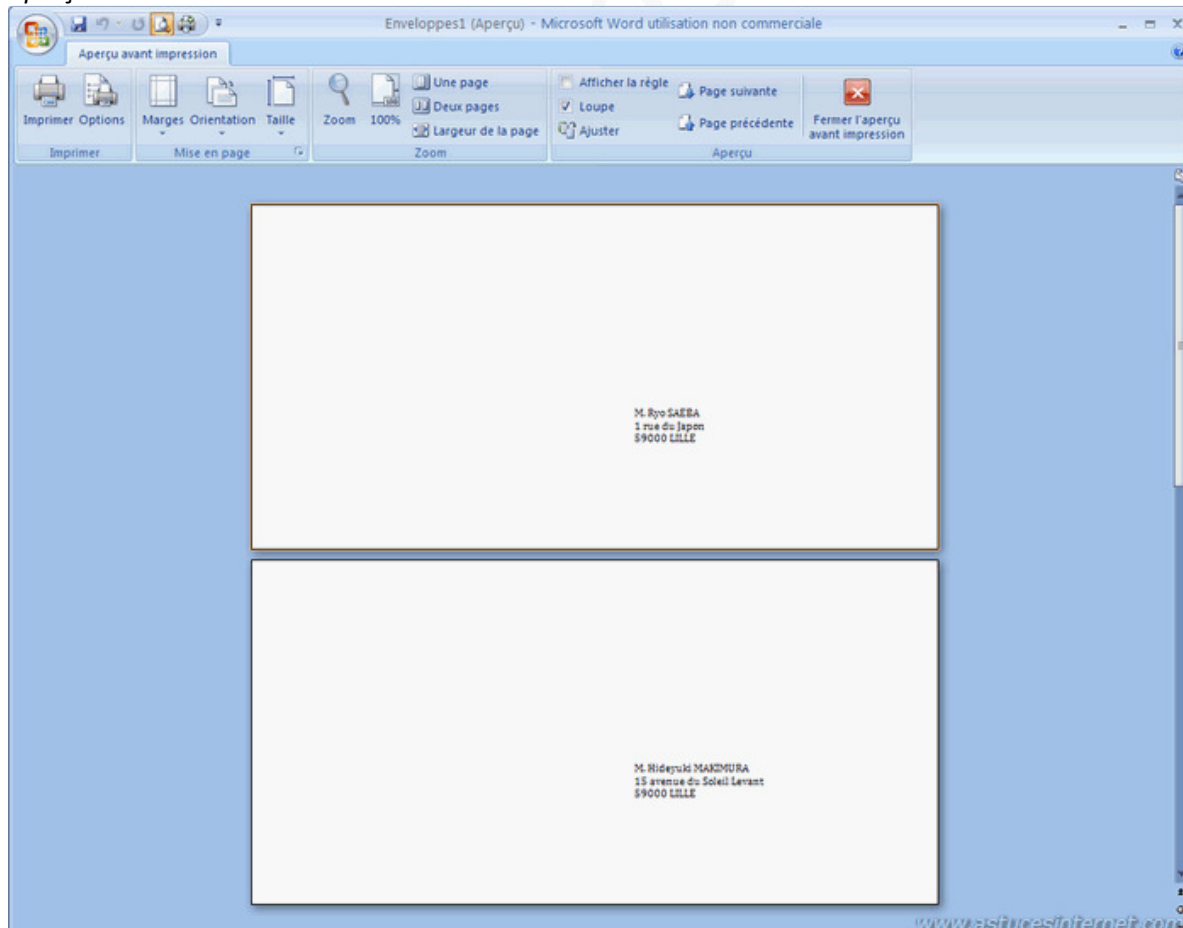 Enveloppes1 (Aperçu) - Microsoft Word utilisation non commerciale
Aperçu avant impression
Imprimer Options
Marges Orientation Taille
Zoom 100%
Une page
Deux pages
Largeur de la page
Afficher la règle
Loupe
Ajuster
Page suivante
Page précédente
Fermer l'aperçu
avant impression
Imprimer
Mise en page
Zoom
Aperçu
M. Ryo SAEBA
1 rue du Japon
59000 LILLE
M. Hideyuki MAKIMURA
15 avenue du Soleil Levant
59000 LILLE
www.astucesinternet.com